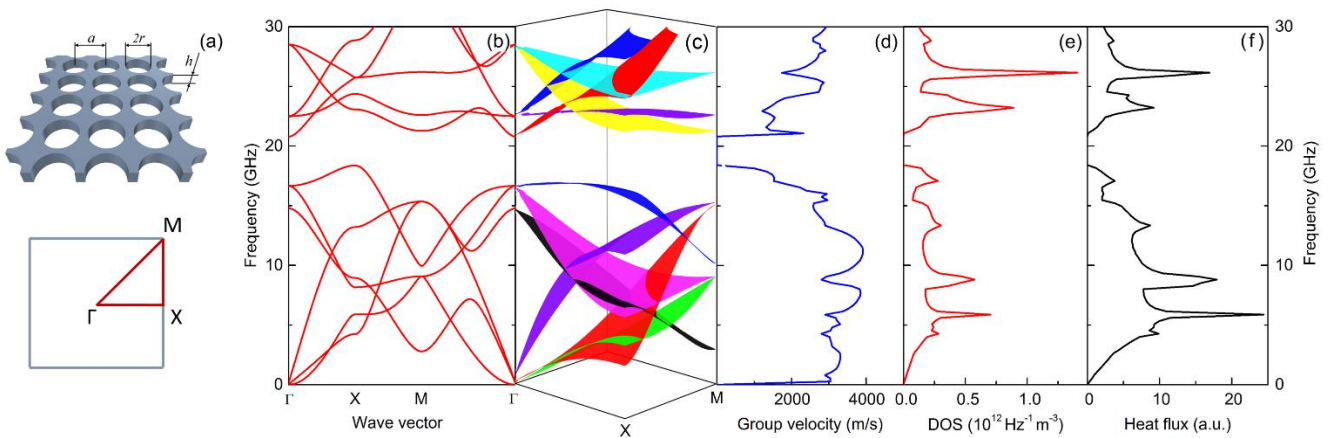 a
2r
(a)
h
M
Γ
X
30
20
10
0
Frequency (GHz)
(b)
Γ
X
M
Γ
Wave vector
(c)
X
M
(d)
2000
4000
Group velocity (m/s)
(e)
0.0
0.5
1.0
DOS (10¹² Hz⁻¹ m⁻³)
(f)
0
10
20
Heat flux (a.u.)
30
20
10
0
Frequency (GHz)